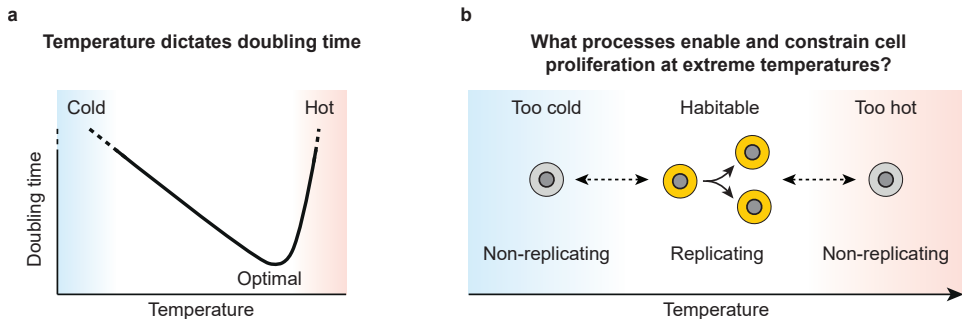 a
Temperature dictates doubling time
Cold
Hot
Doubling time
Optimal
Temperature
b
What processes enable and constrain cell
proliferation at extreme temperatures?
Too cold
Habitable
Too hot
Non-replicating
Replicating
Non-replicating
Temperature